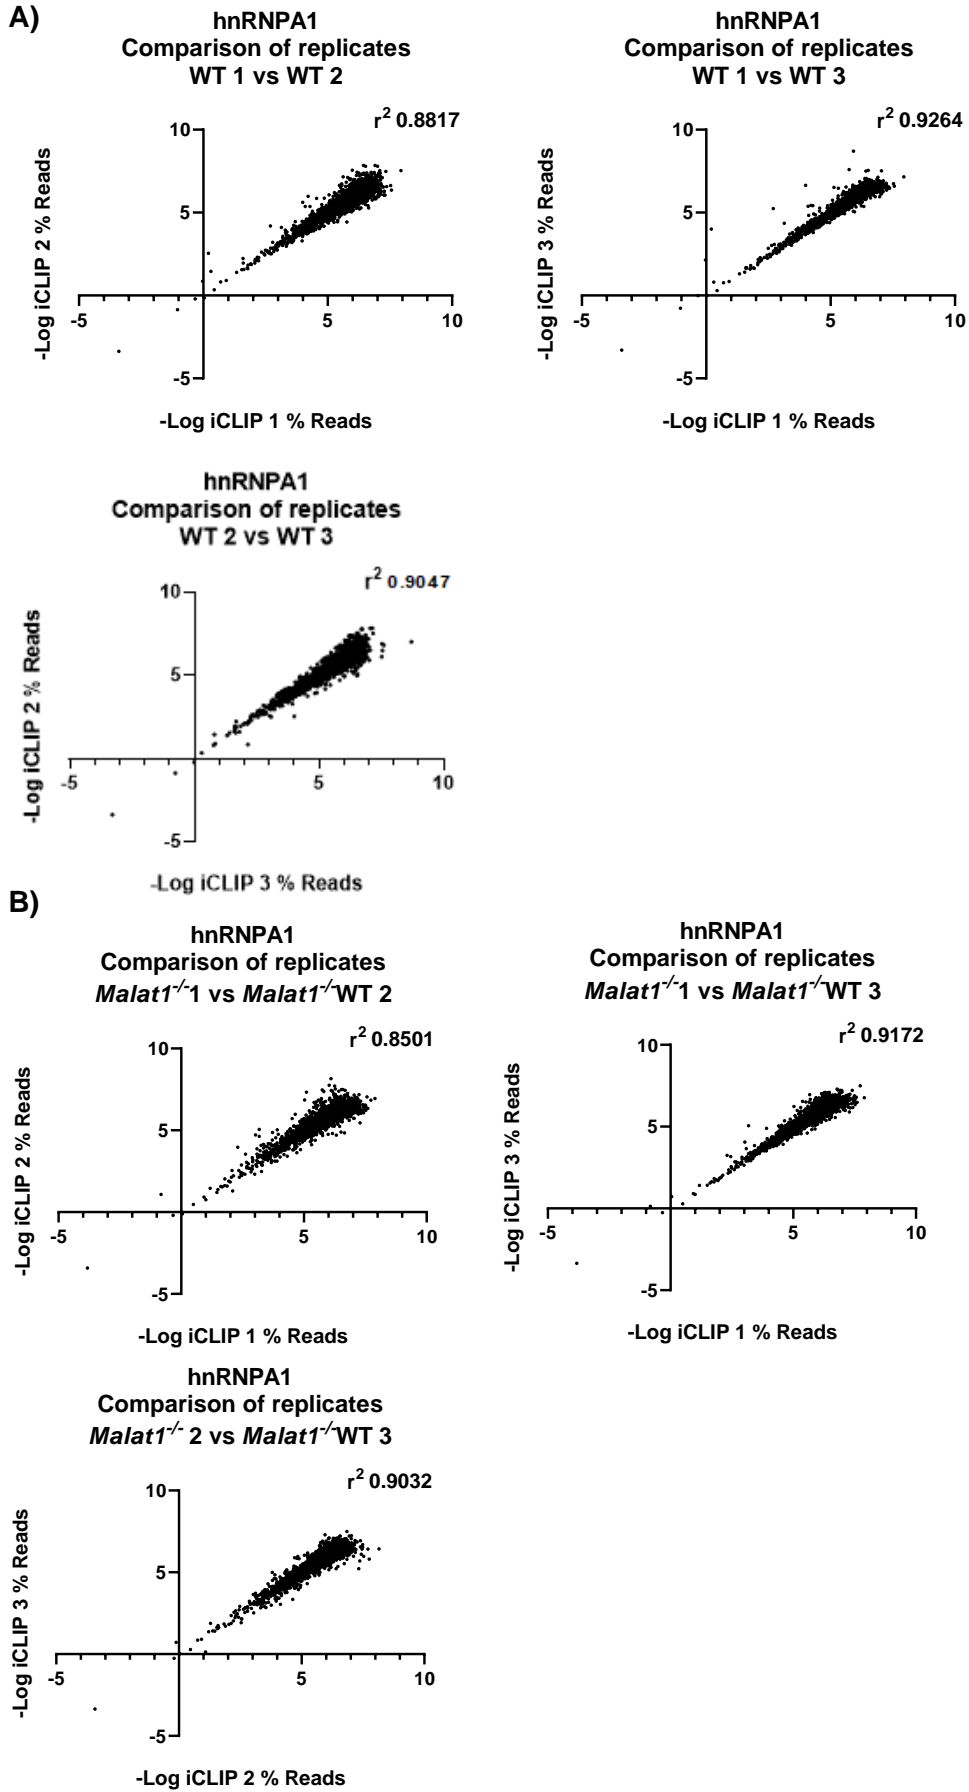 A)
hnRNPA1
Comparison of replicates
WT 1 vs WT 2
r² 0.8817
-Log iCLIP 2 % Reads
10
5
-5
5
10
-5
-Log iCLIP 1 % Reads
hnRNPA1
Comparison of replicates
WT 1 vs WT 3
r² 0.9264
-Log iCLIP 3 % Reads
10
5
-5
5
10
-5
-Log iCLIP 1 % Reads
hnRNPA1
Comparison of replicates
WT 2 vs WT 3
r² 0.9047
-Log iCLIP 2 % Reads
10
5
-5
5
10
-5
-Log iCLIP 3 % Reads
B)
hnRNPA1
Comparison of replicates
Malat1⁻/⁻1 vs Malat1⁻/⁻WT 2
r² 0.8501
-Log iCLIP 2 % Reads
10
5
-5
5
10
-5
-Log iCLIP 1 % Reads
hnRNPA1
Comparison of replicates
Malat1⁻/⁻1 vs Malat1⁻/⁻WT 3
r² 0.9172
-Log iCLIP 3 % Reads
10
5
-5
5
10
-5
-Log iCLIP 1 % Reads
hnRNPA1
Comparison of replicates
Malat1⁻/⁻ 2 vs Malat1⁻/⁻WT 3
r² 0.9032
-Log iCLIP 3 % Reads
10
5
-5
5
10
-5
-Log iCLIP 2 % Reads